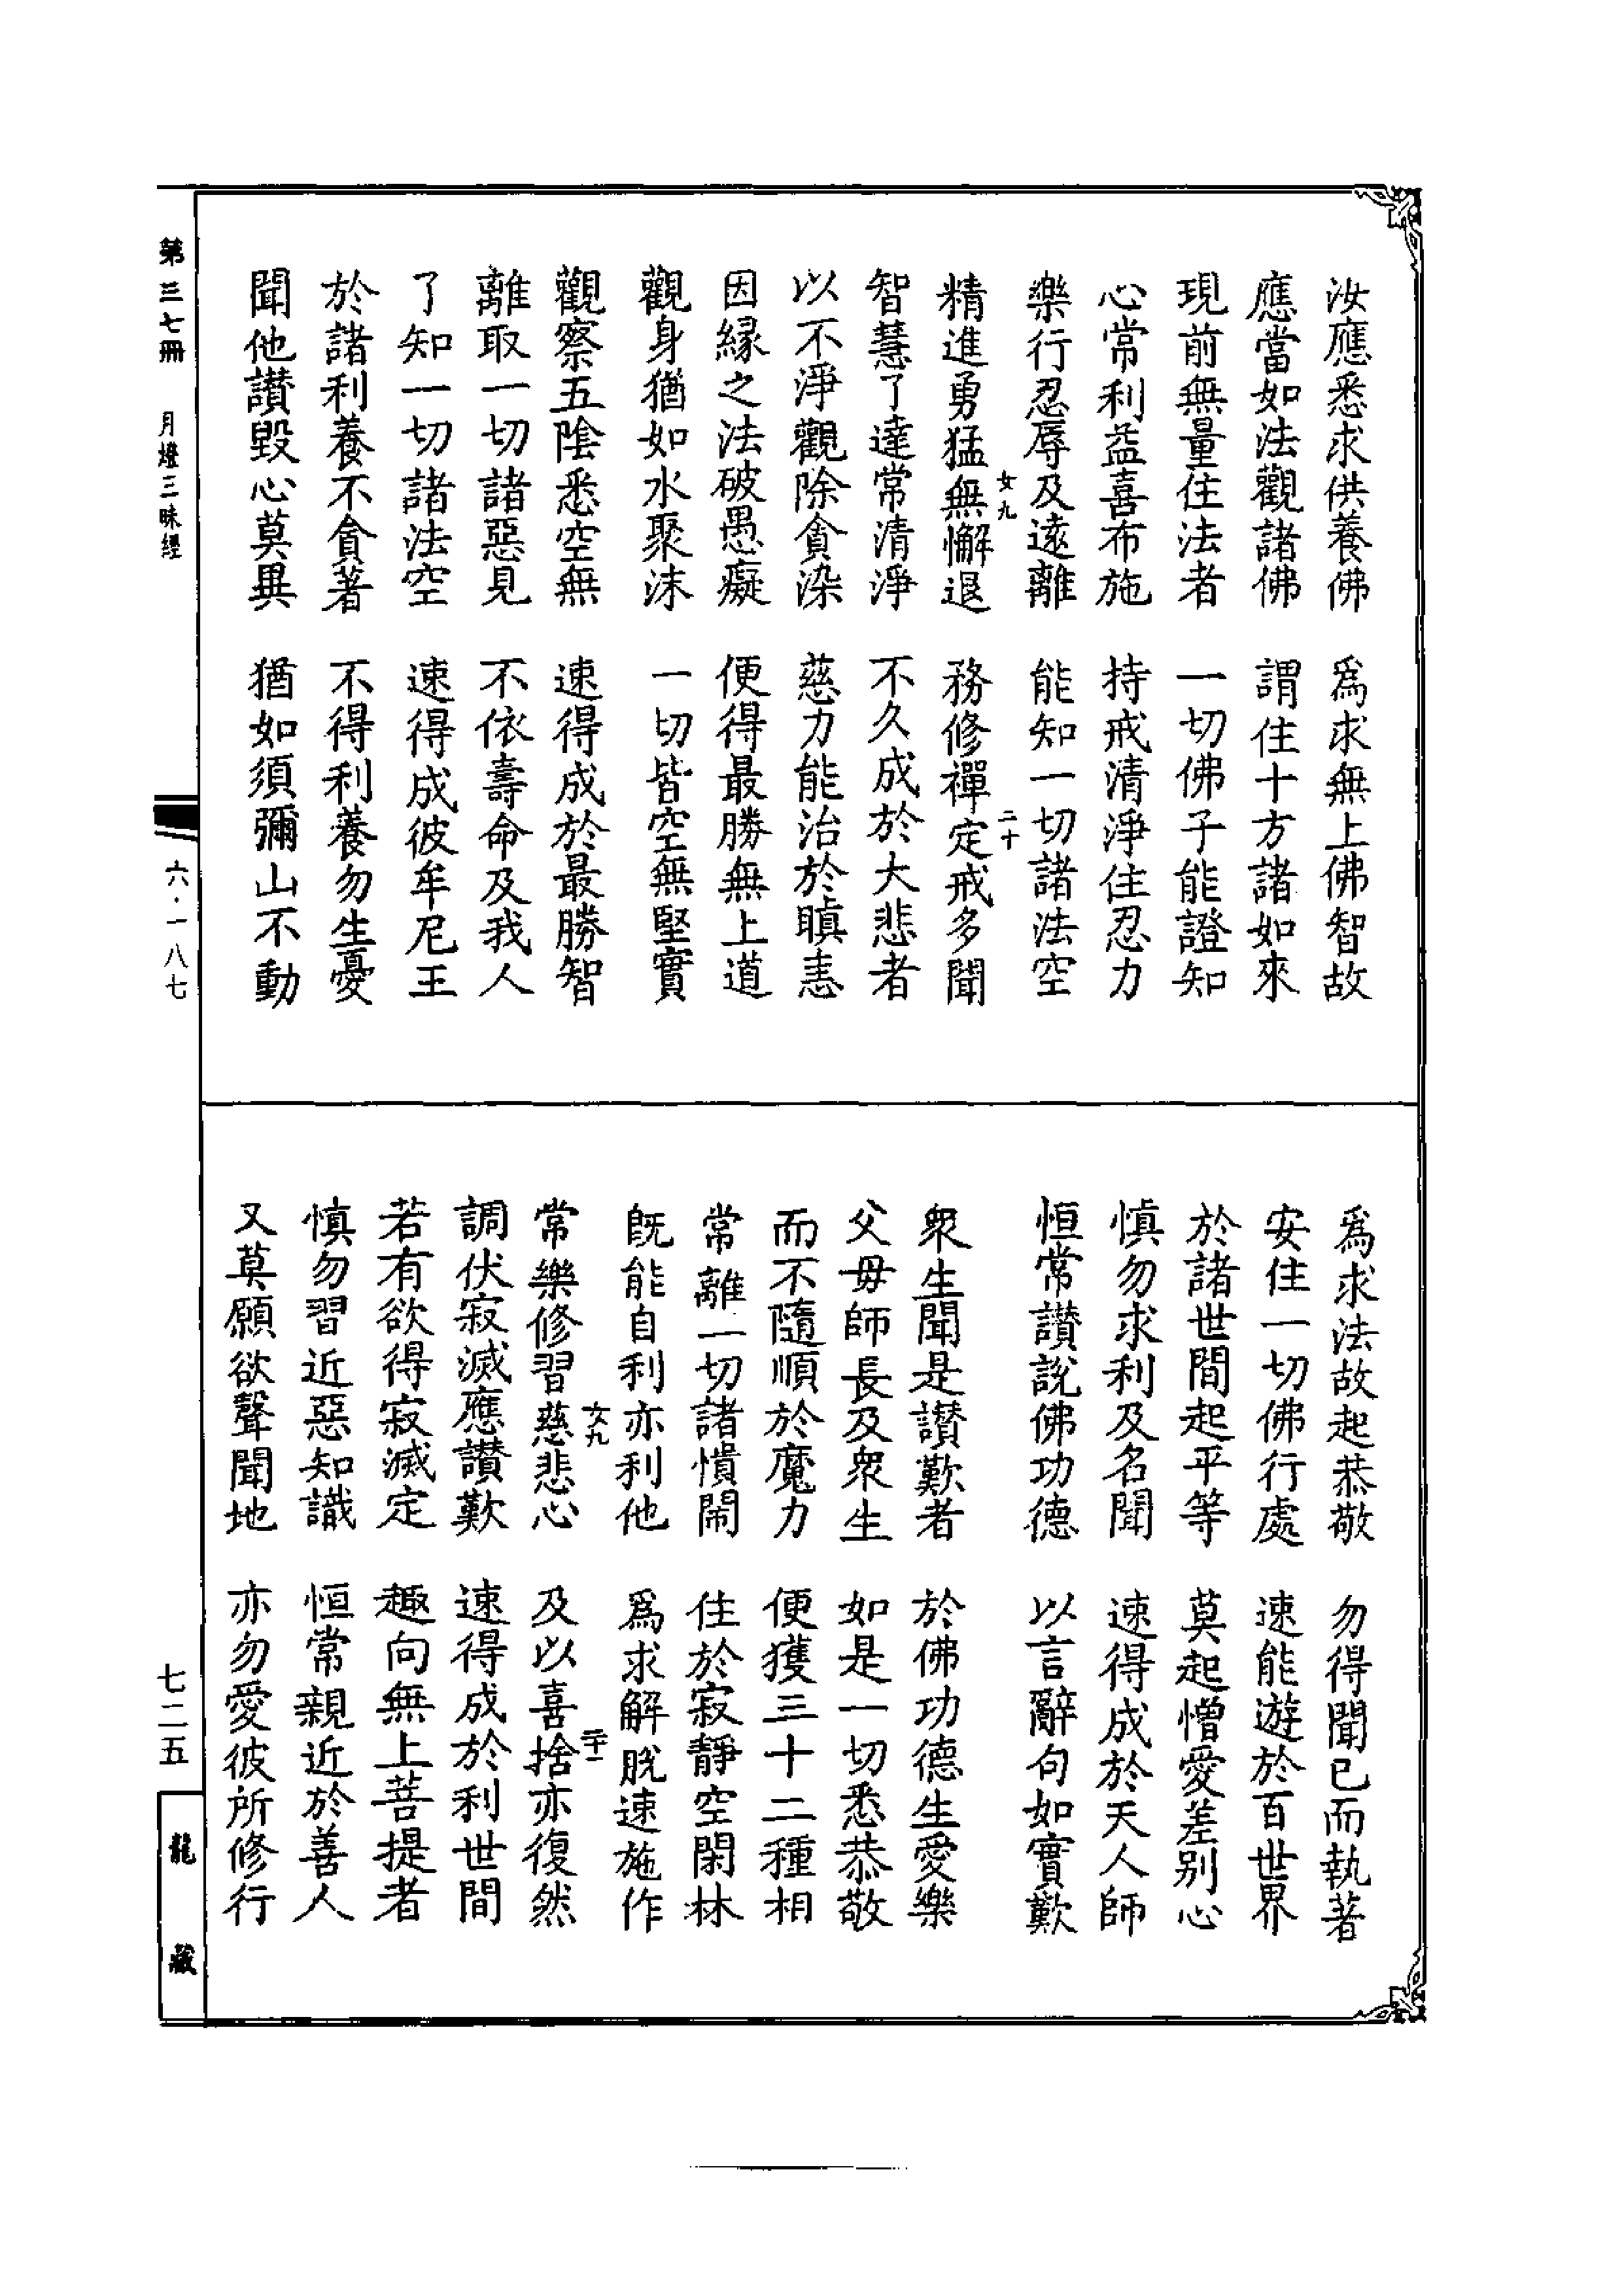 汝應悉求供養佛　爲求無上佛智故
應當如法觀諸佛　謂住十方諸如來
現前無量住法者　一切佛子能證知
心常利益喜布施　持戒清淨住忍力
樂行忍辱及遠離　能知一切諸法空
女九　二十
精進勇猛無懈退　務修禪定戒多聞
智慧了達常清淨　不久成於大悲者
以不淨觀除貪染　慈力能治於瞋恚
因緣之法破愚癡　便得最勝無上道
觀身猶如水聚沫　一切皆空無堅實
觀察五陰悉空無　速得成於最勝智
離取一切諸惡見　不依壽命及我人
了知一切諸法空　速得成彼牟尼王
於諸利養不貪著　不得利養勿生憂
聞他讃毀心莫異　猶如須彌山不動
爲求法故起恭敬　勿得聞已而執著
安住一切佛行處　速能遊於百世界
於諸世間起平等　莫起憎愛差別心
慎勿求利及名聞　速得成於天人師
恒常讃說佛功德　以言辭句如實歎
衆生聞是讃歎者　於佛功德生愛樂
父母師長及衆生　如是一切悉恭敬
而不隨順於魔力　便獲三十二種相
常離一切諸憒閙　住於寂靜空閑林
旣能自利亦利他　爲求解脫速施作
女九　二十一
常樂修習慈悲心　及以喜捨亦復然
調伏寂滅應讃歎　速得成於利世間
若有欲得寂滅定　趣向無上菩提者
慎勿習近惡知識　恒常親近於善人
又莫願欲聲聞地　亦勿愛彼所修行
第三七冊　月燈三昧經
六·一八七
七二五
龍藏